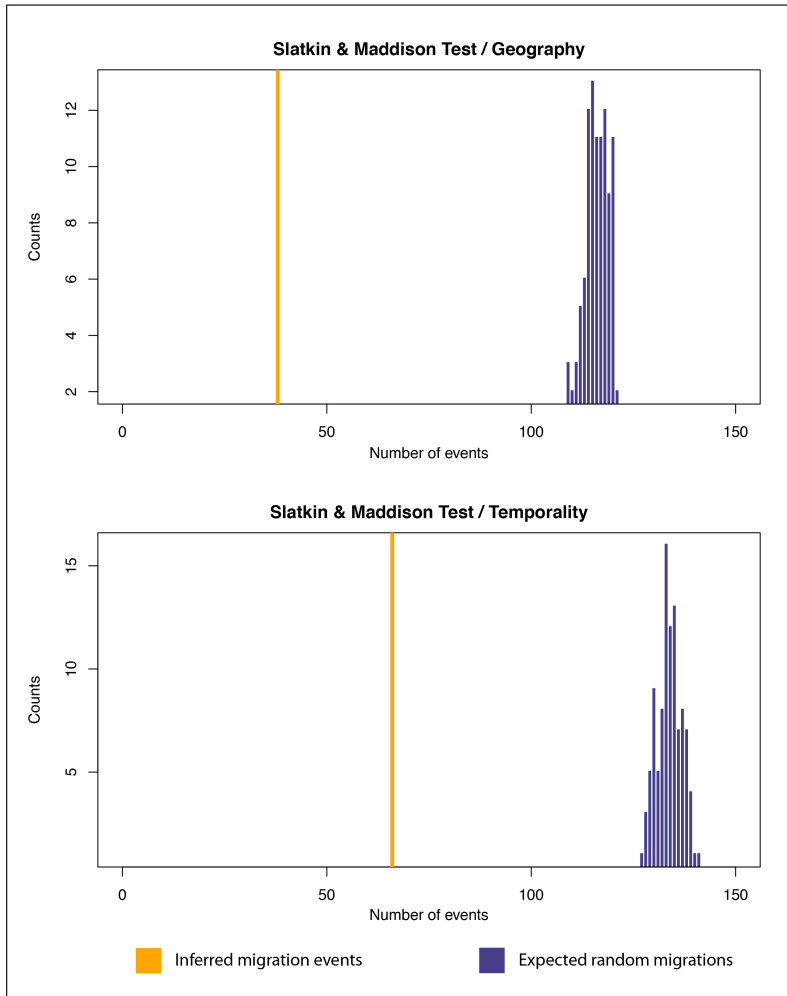 Slatkin & Maddison Test / Geography
12
10
8
6
4
2
Counts
0 50 100 150
Number of events
Slatkin & Maddison Test / Temporality
15
10
5
Counts
0 50 100 150
Number of events
Inferred migration events Expected random migrations